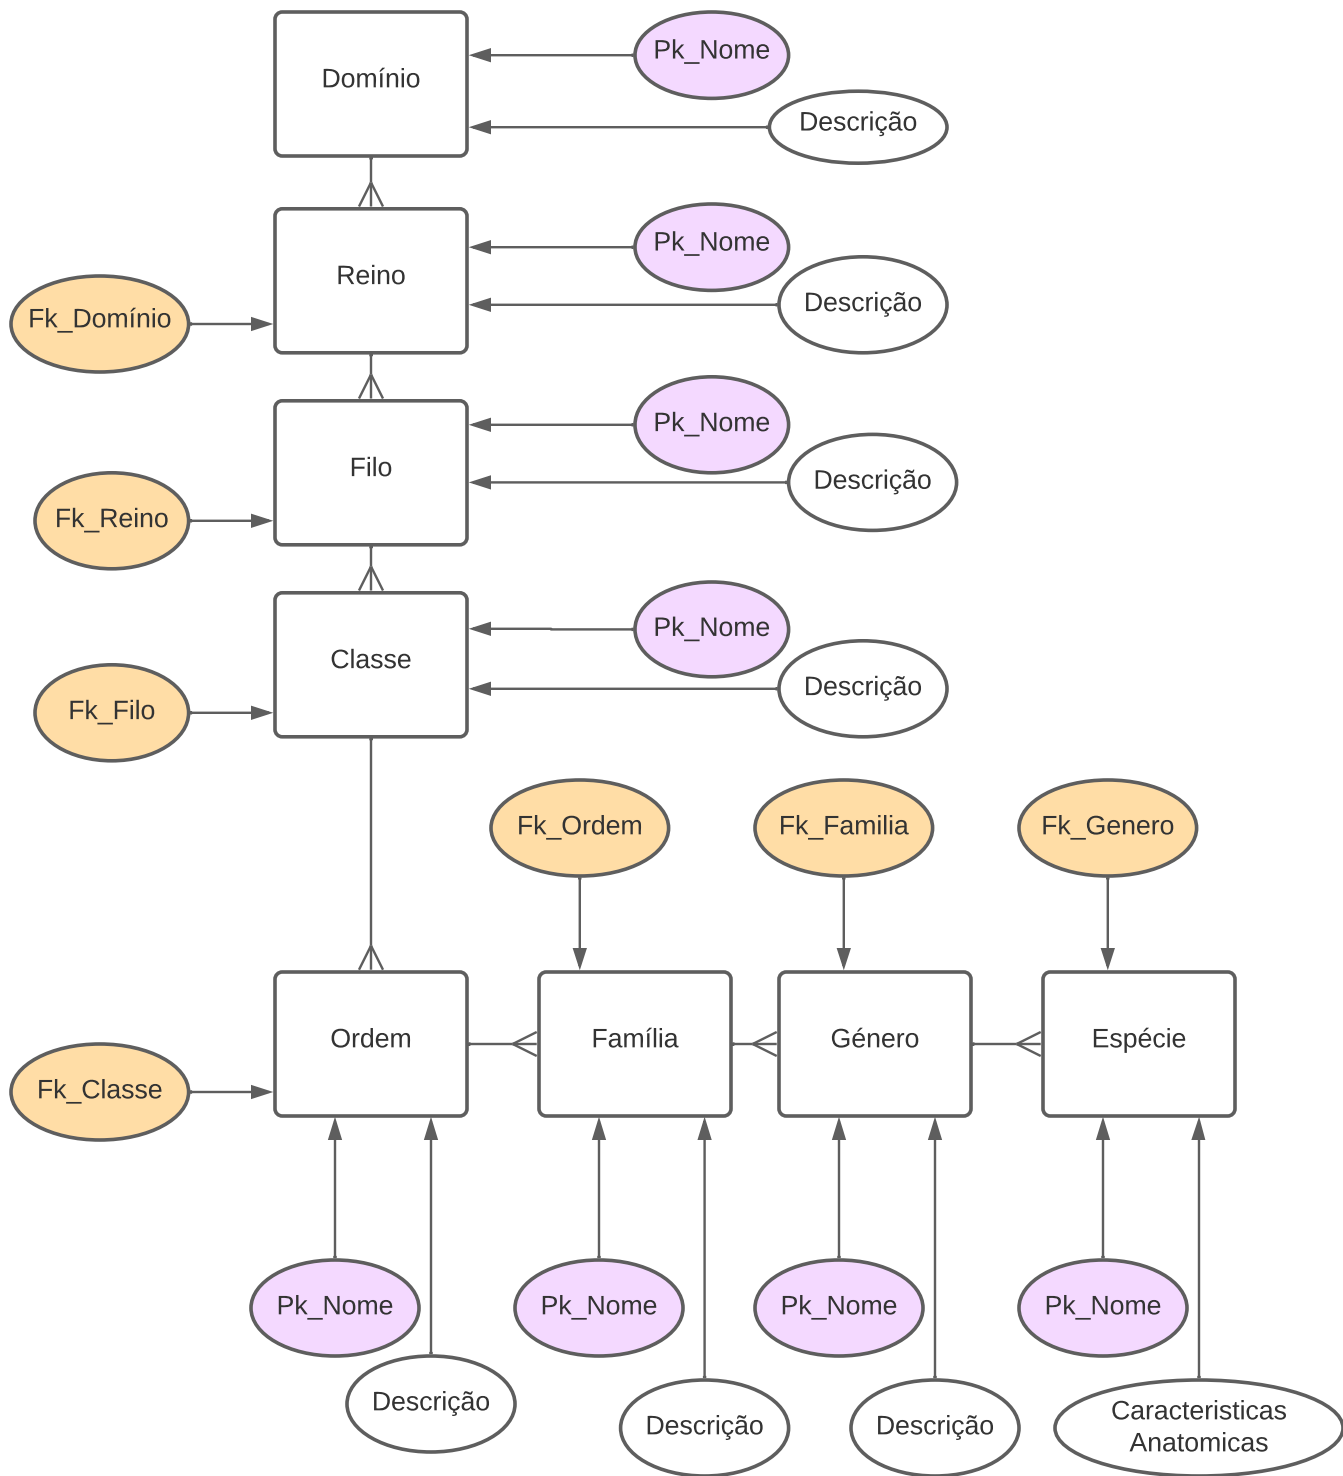 Domínio
Pk_Nome
Descrição
Reino
Pk_Nome
Descrição
Fk_Domínio
Filo
Pk_Nome
Descrição
Fk_Reino
Classe
Pk_Nome
Descrição
Fk_Filo
Fk_Ordem
Fk_Familia
Fk_Genero
Ordem
Família
Género
Espécie
Fk_Classe
Pk_Nome
Pk_Nome
Pk_Nome
Pk_Nome
Descrição
Descrição
Descrição
Caracteristicas
Anatomicas